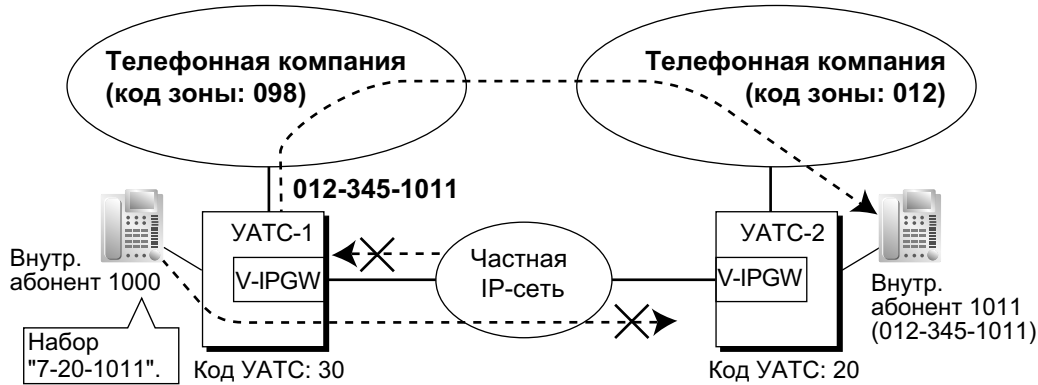 Телефонная компания
(код зоны: 098)
Телефонная компания
(код зоны: 012)
012-345-1011
УАТС-1
V-IPGW
Частная
IP-сеть
УАТС-2
V-IPGW
Внутр.
абонент 1000
Внутр.
абонент 1011
(012-345-1011)
Набор
"7-20-1011".
Код УАТС: 30
Код УАТС: 20